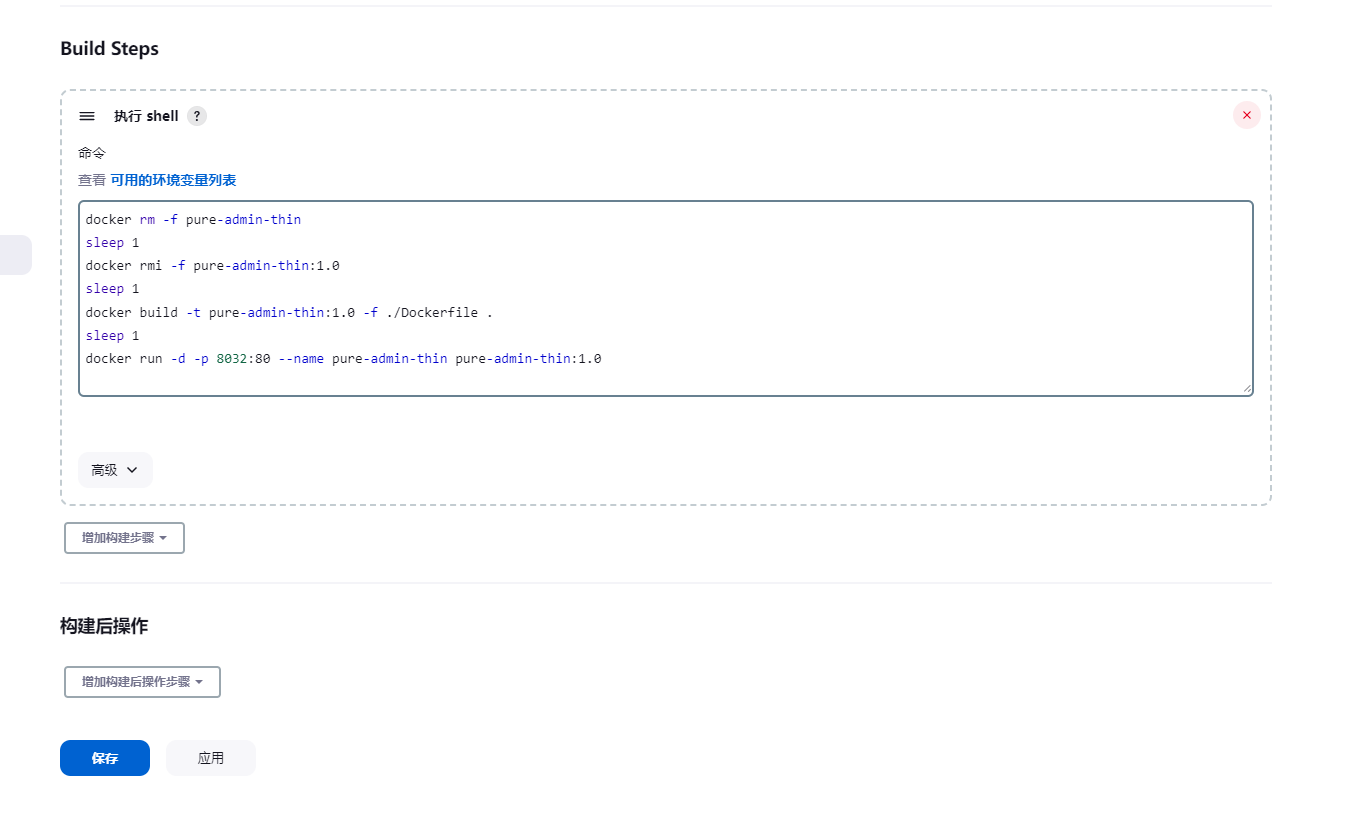 Build Steps
执行 shell ?
命令
查看 可用的环境变量列表
docker rm -f pure-admin-thin
sleep 1
docker rmi -f pure-admin-thin:1.0
sleep 1
docker build -t pure-admin-thin:1.0 -f ./Dockerfile .
sleep 1
docker run -d -p 8032:80 --name pure-admin-thin pure-admin-thin:1.0
高级
增加构建步骤
构建后操作
增加构建后操作步骤
保存 应用